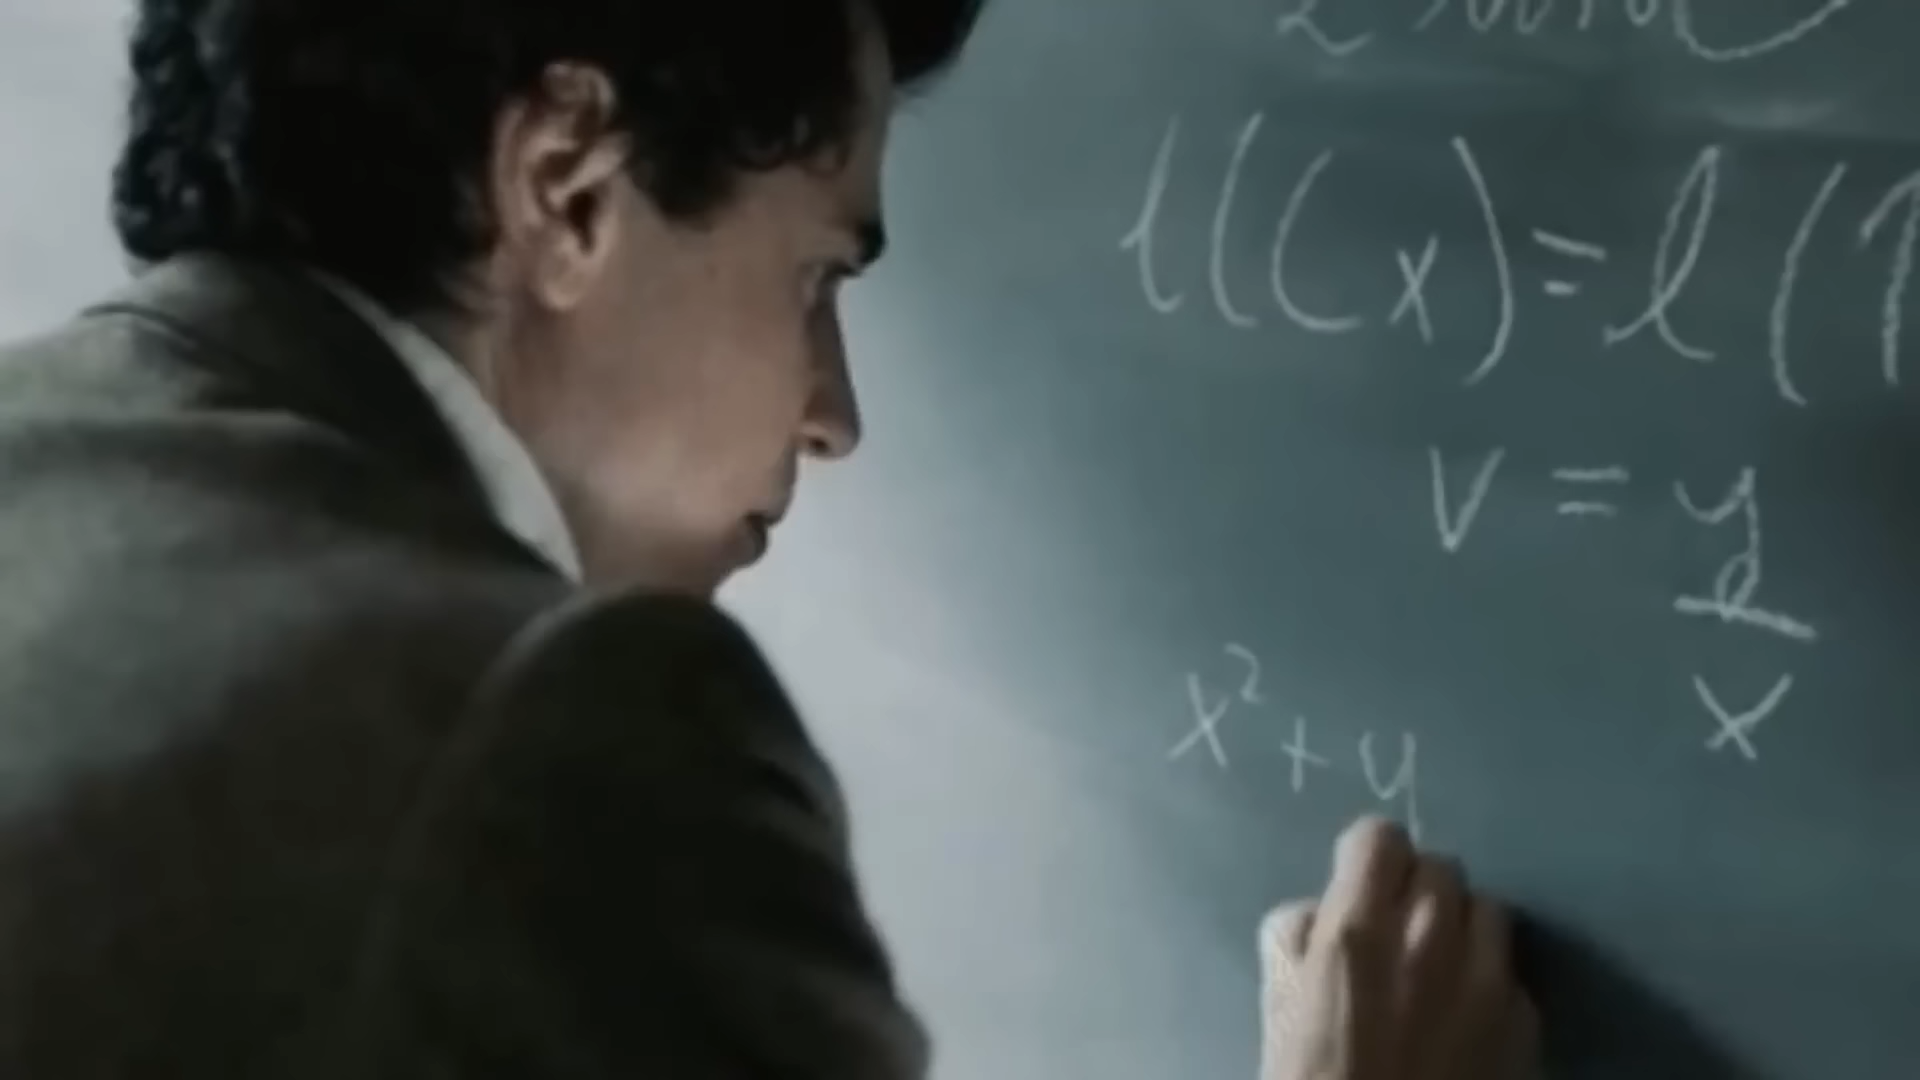 l((x)=l(
v = y
x
x²+y